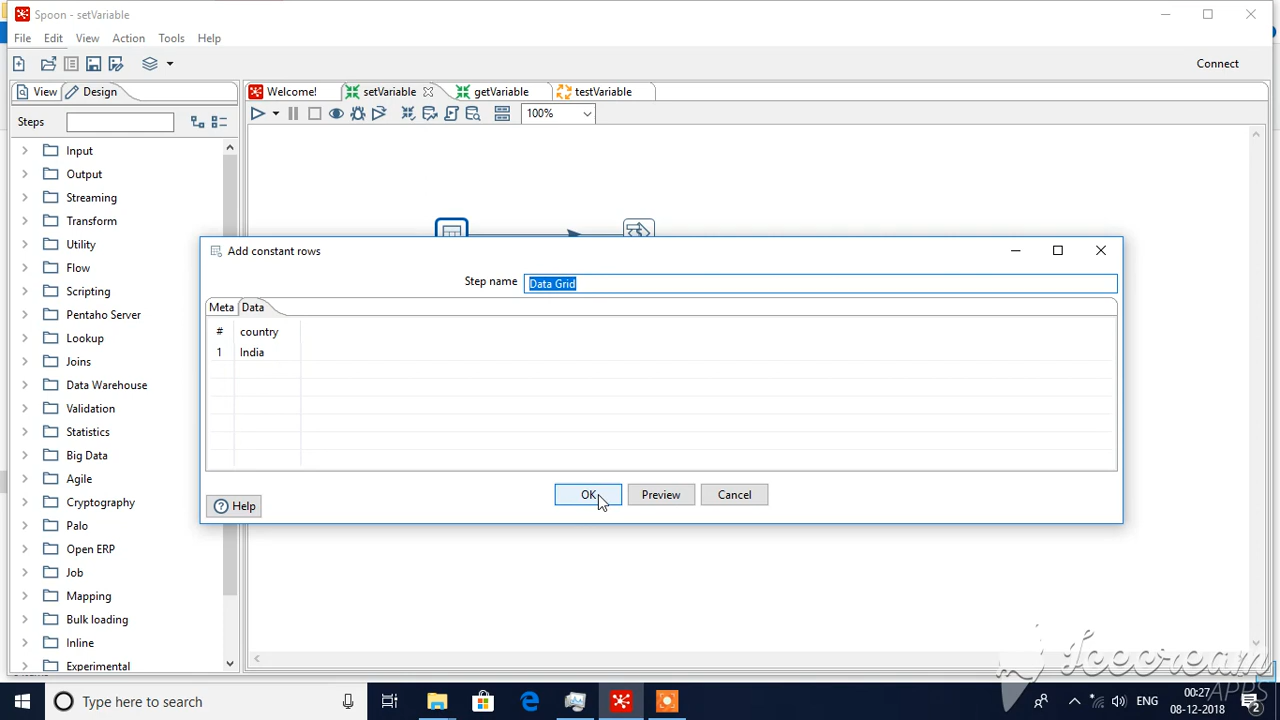 Spoon - setVariable
File Edit View Action Tools Help
Connect
View Design Welcome! setVariable getVariable testVariable
Steps 100%
Input
Output
Streaming
Transform
Utility
Flow
Scripting
Pentaho Server
Lookup
Joins
Data Warehouse
Validation
Statistics
Big Data
Agile
Cryptography
Palo
Open ERP
Job
Mapping
Bulk loading
Inline
Experimental
Add constant rows
Step name Data Grid
Meta Data
# country
1 India
OK Preview Cancel
Help
Icecream
APPS
Type here to search
ENG
00:27
08-12-2018
2